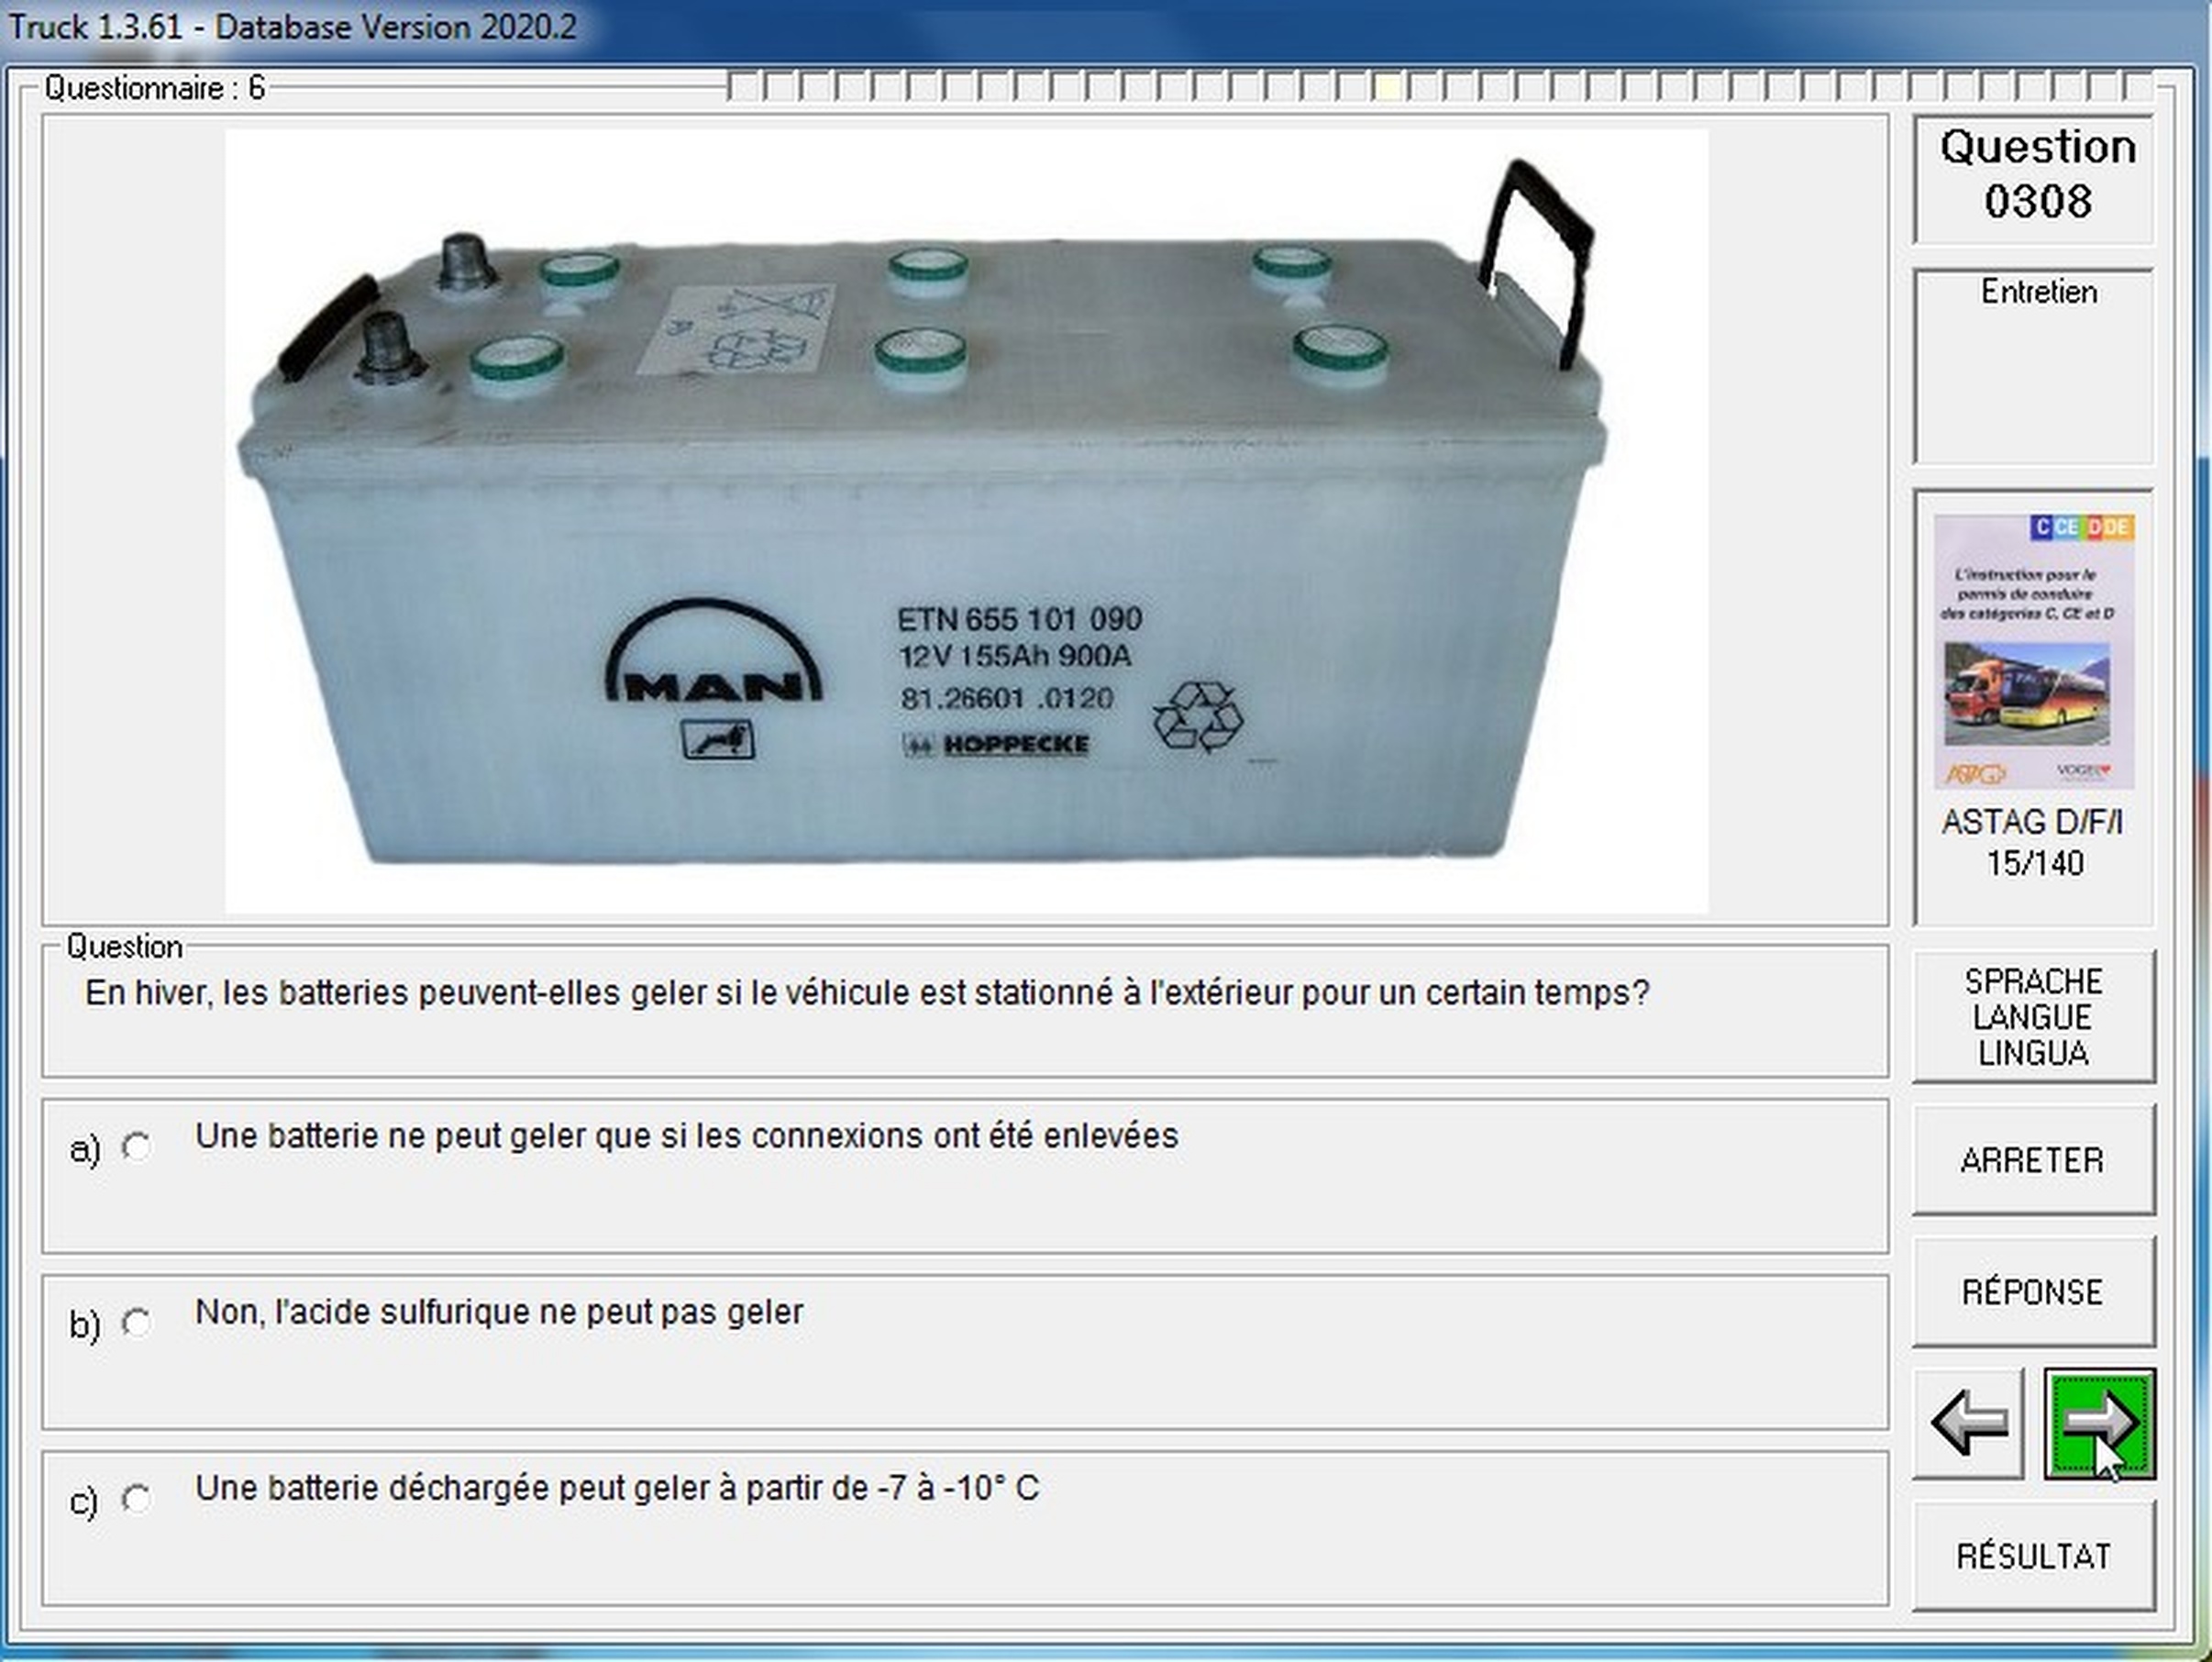 Truck 1.3.61 - Database Version 2020.2
Questionnaire : 6
MAN
ETN 655 101 090
12V 155Ah 900A
81.26601 .0120
HOPPECKE
Question
0308
Entretien
C CE D DE
L'instruction pour le
permis de conduire
des catégories C, CE et D
ASTAG
VOGEL
ASTAG D/F/I
15/140
Question
En hiver, les batteries peuvent-elles geler si le véhicule est stationné à l'extérieur pour un certain temps?
a) Une batterie ne peut geler que si les connexions ont été enlevées
b) Non, l'acide sulfurique ne peut pas geler
c) Une batterie déchargée peut geler à partir de -7 à -10° C
SPRACHE
LANGUE
LINGUA
ARRETER
RÉPONSE
RÉSULTAT